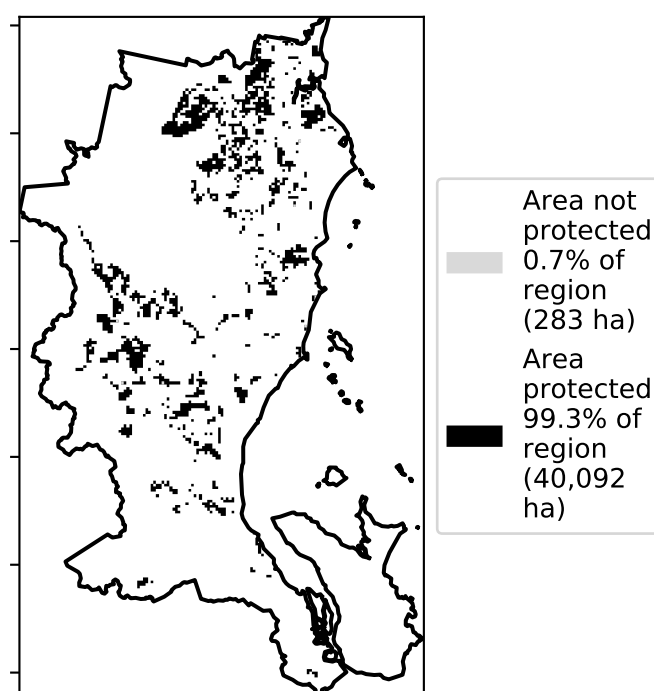 Area not
protected
0.7% of
region
(283 ha)
Area
protected
99.3% of
region
(40,092
ha)